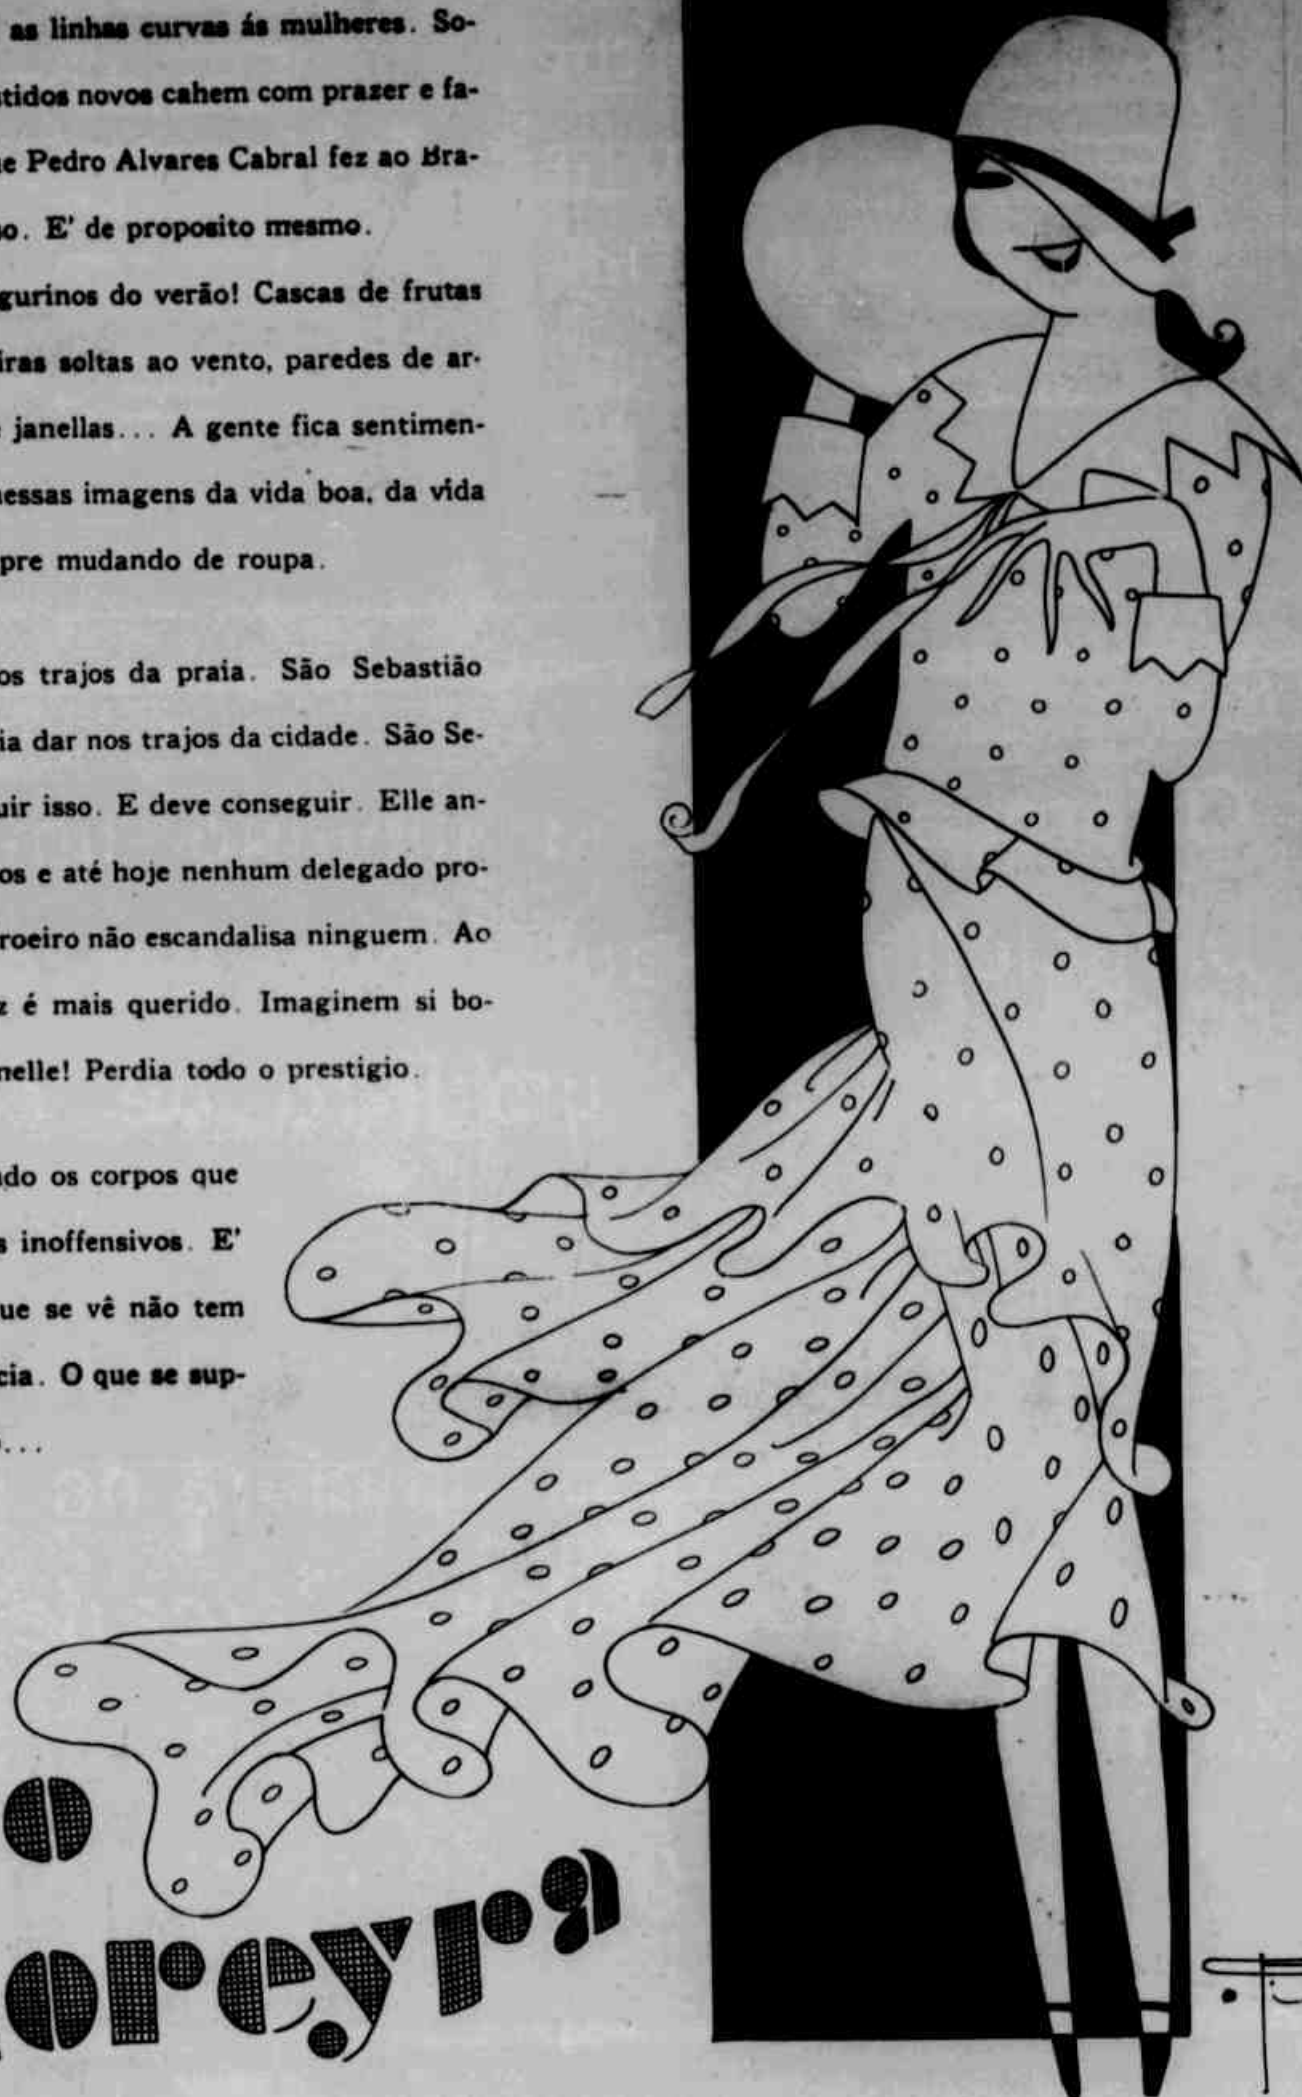 as linhas curvas ás mulheres. So-
tidos novos cahem com prazer e fa-
e Pedro Alvares Cabral fez ao Bra-
o. E' de proposito mesmo.
gurinos do verão! Cascas de frutas
iras soltas ao vento, paredes de ar-
janellas... A gente fica sentimen-
nessas imagens da vida boa, da vida
pre mudando de roupa.
os trajos da praia. São Sebastião
ia dar nos trajos da cidade. São Se-
uir isso. E deve conseguir. Elle an-
os e até hoje nenhum delegado pro-
roeiro não escandalisa ninguem. Ao
z é mais querido. Imaginem si bo-
nelle! Perdia todo o prestigio.
ndo os corpos que
s inoffensivos. E'
ue se vê não tem
cia. O que se sup-
...
o
oreyra